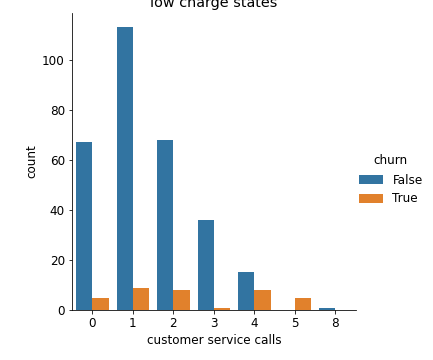 low charge states
100
80
60
40
20
0
count
0 1 2 3 4 5 8
customer service calls
churn
False
True